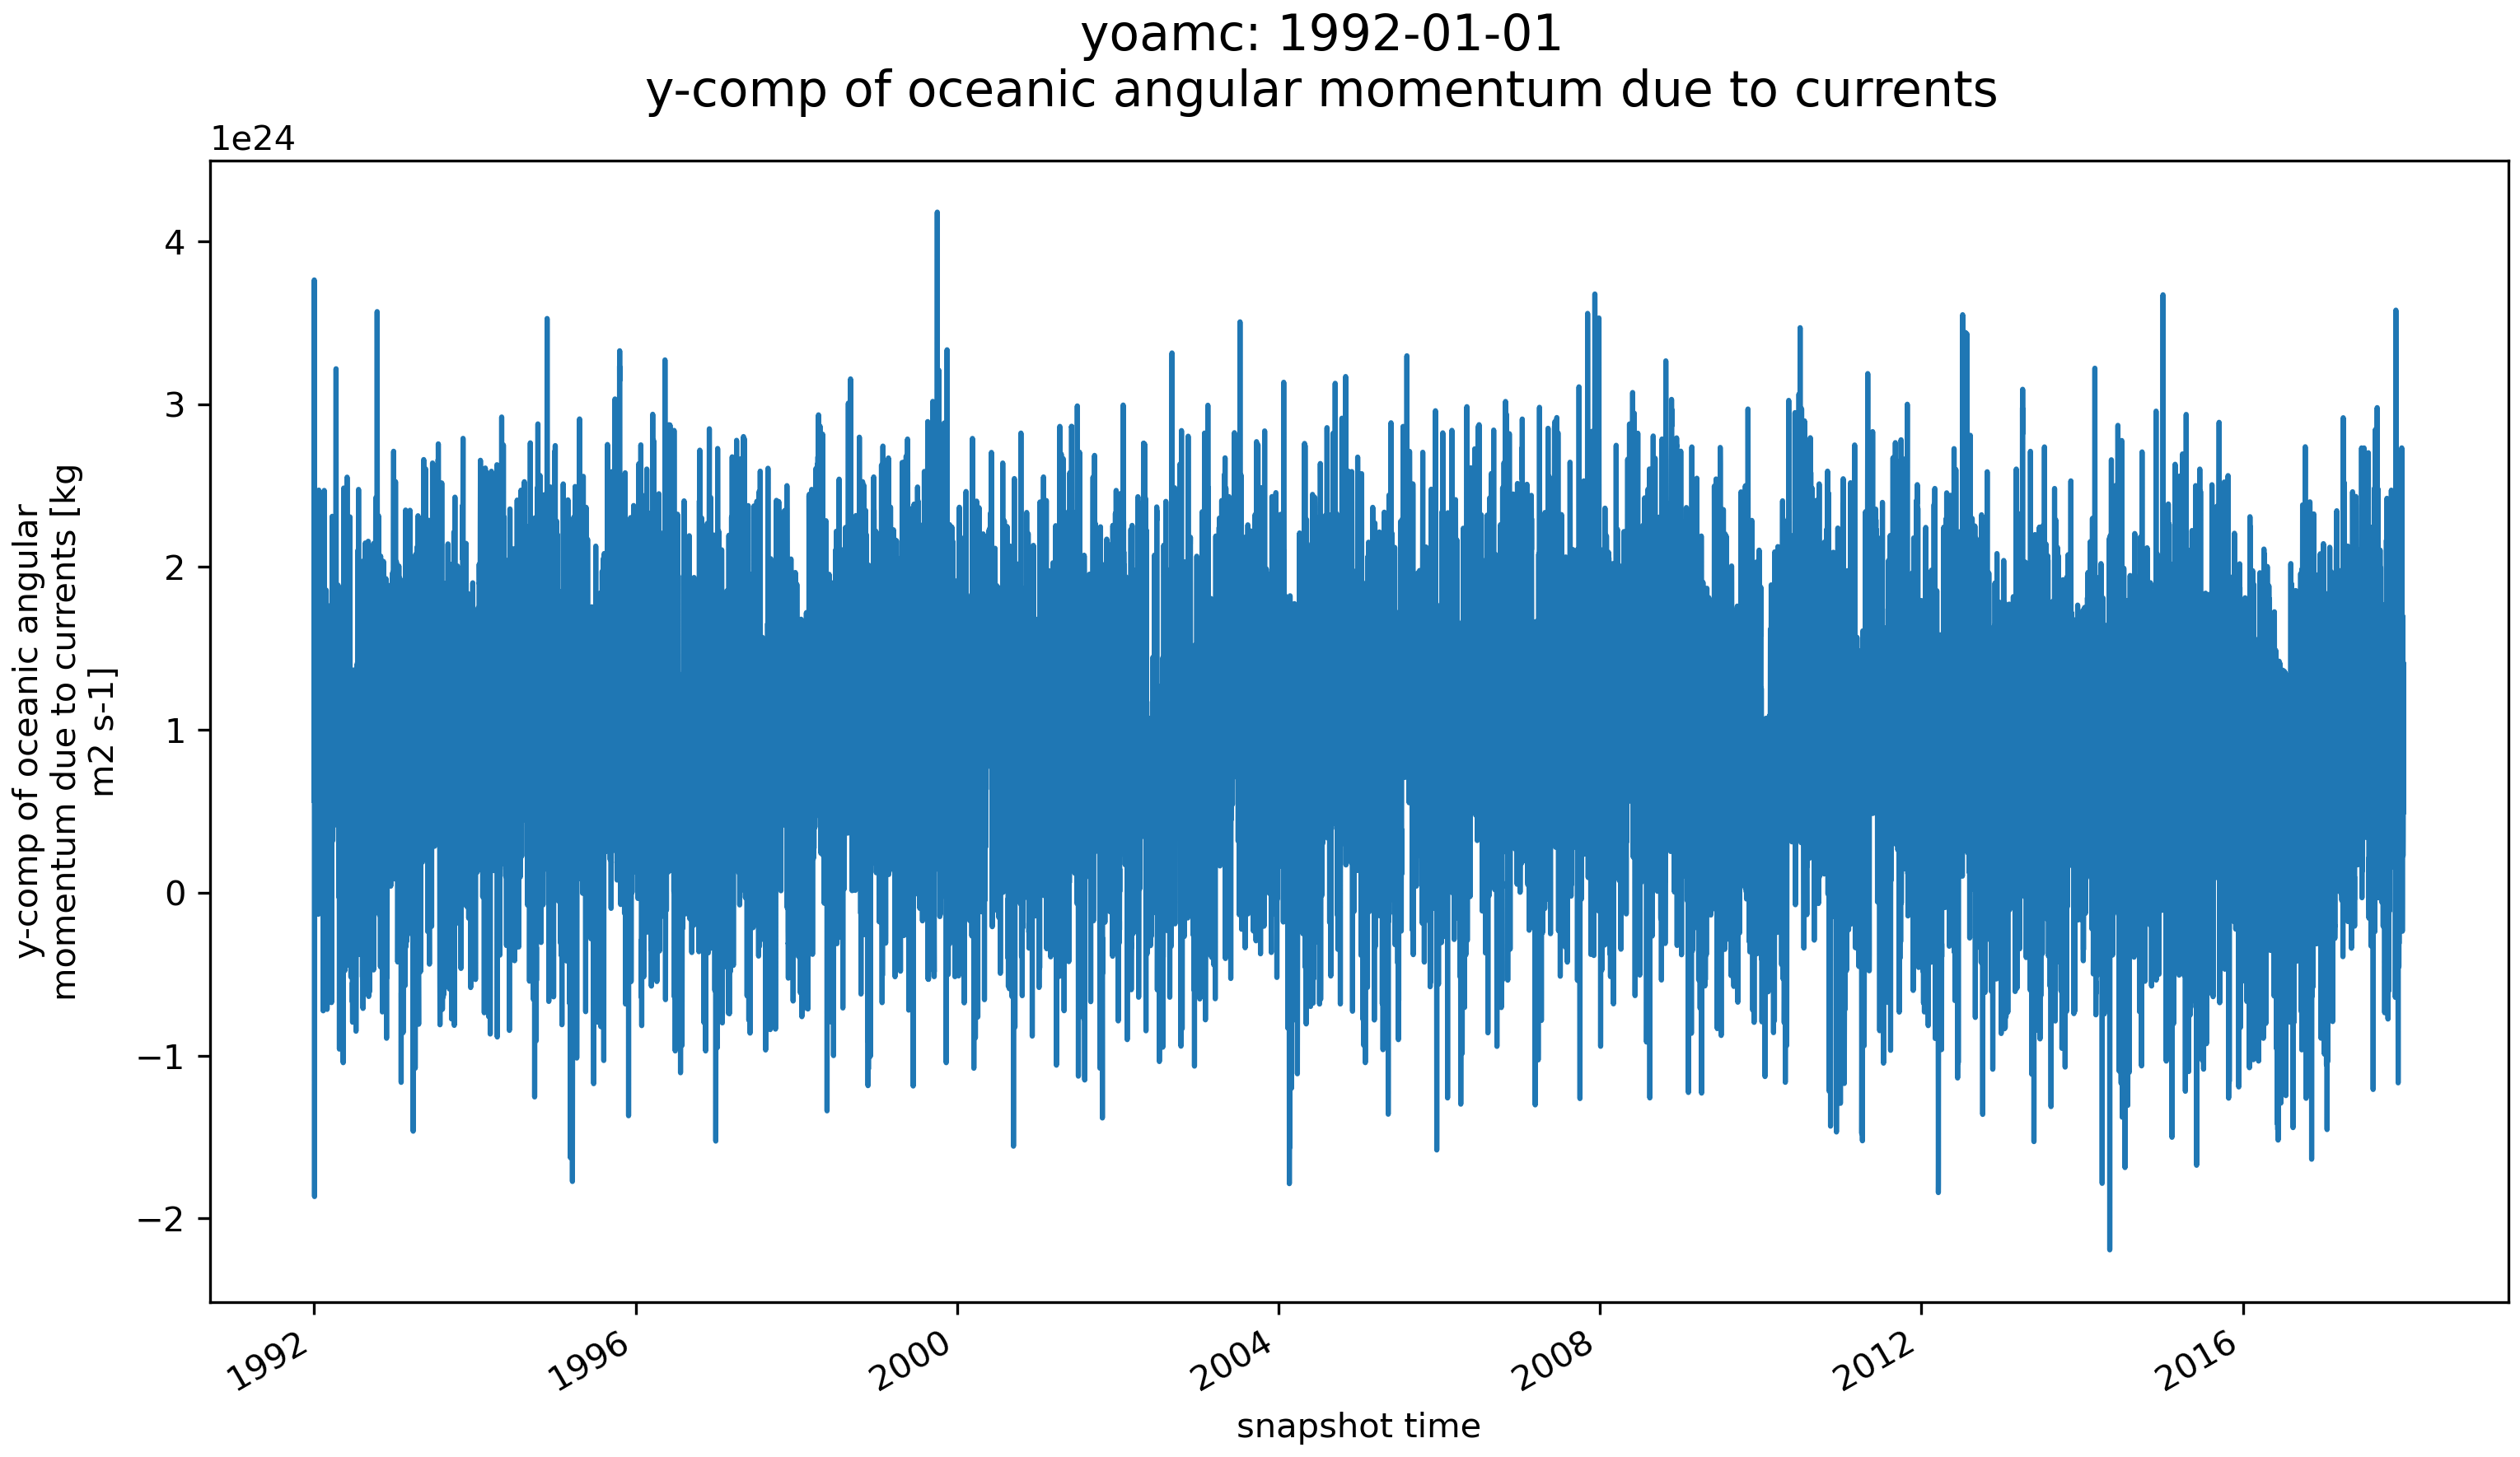 yoamc: 1992-01-01
y-comp of oceanic angular momentum due to currents
1e24
4
3
2
1
0
−1
−2
y-comp of oceanic angular
momentum due to currents [kg
m2 s-1]
1992
1996
2000
2004
2008
2012
2016
snapshot time